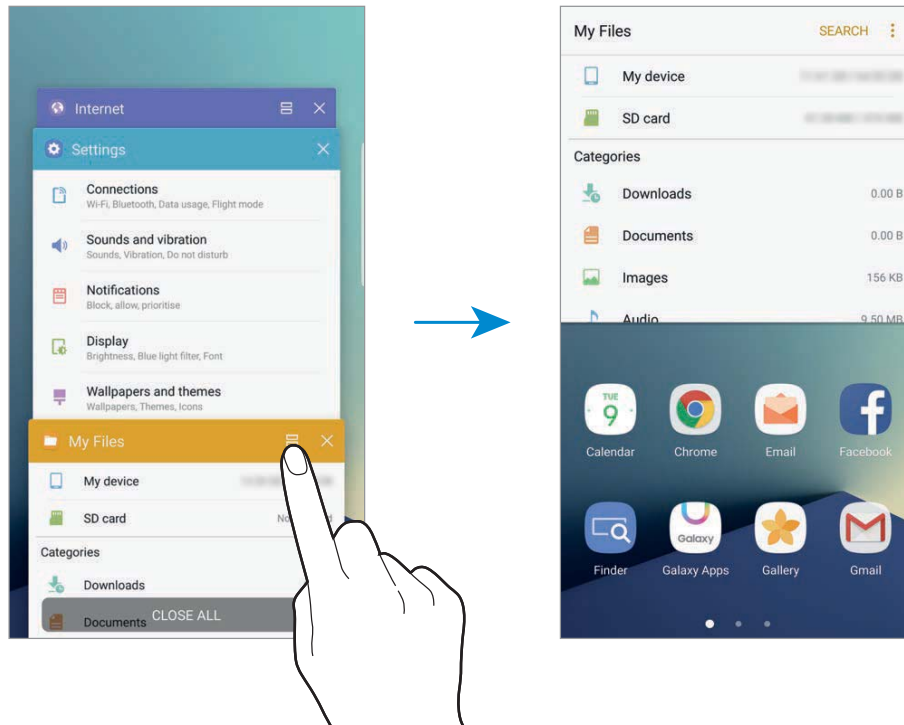 Internet
Settings
Connections
Wi-Fi, Bluetooth, Data usage, Flight mode
Sounds and vibration
Sounds, Vibration, Do not disturb
Notifications
Block, allow, prioritise
Display
Brightness, Blue light filter, Font
Wallpapers and themes
Wallpapers, Themes, Icons
My Files
My device
SD card
Categories
Downloads
Documents
CLOSE ALL
My Files SEARCH
My device
SD card
Categories
Downloads 0.00 B
Documents 0.00 B
Images 156 KB
Audio 9.50 MB
TUE
9
Calendar Chrome Email Facebook
Galaxy
Finder Galaxy Apps Gallery Gmail